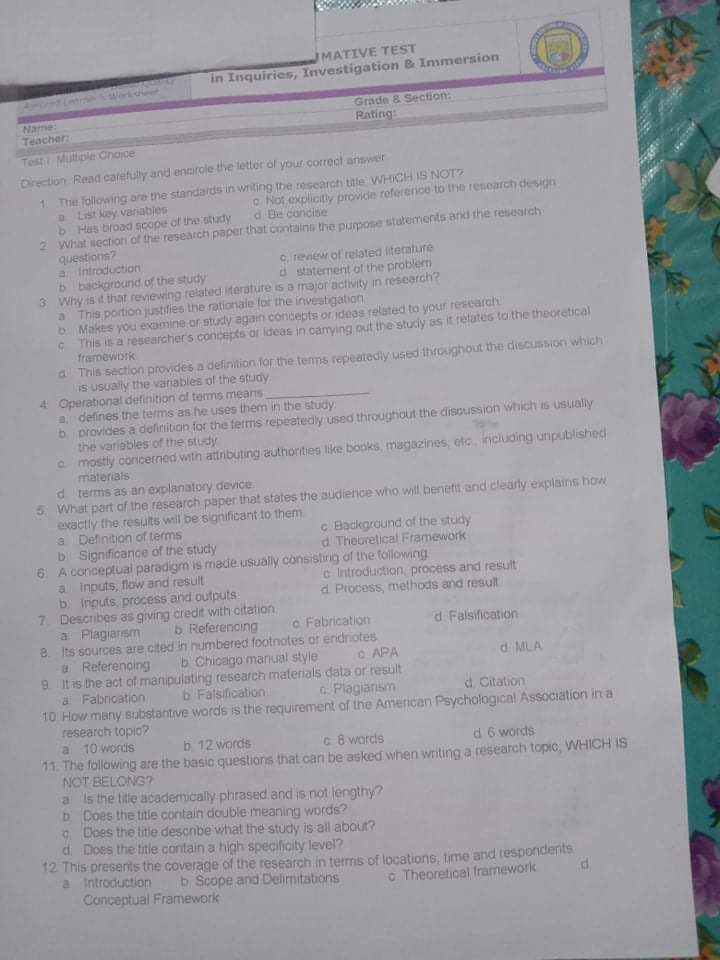 MATIVE TEST
in Inquiries, Investigation & Immersion
Quality
Learner's Worksheet
Name:
Grade & Section:
Teacher:
Rating:
Test I. Multiple Choice
Direction: Read carefully and encircle the letter of your correct answer.
1. The following are the standards in writing the research title, WHICH IS NOT?
a. List key variables c. Not explicitly provide reference to the research design
b. Has broad scope of the study d. Be concise
2. What section of the research paper that contains the purpose statements and the research
questions?
a. Introduction c. review of related literature
b. background of the study d. statement of the problem
3. Why is it that reviewing related literature is a major activity in research?
a. This portion justifies the rationale for the investigation.
b. Makes you examine or study again concepts or ideas related to your research.
c. This is a researcher's concepts or ideas in carrying out the study as it relates to the theoretical
framework.
d. This section provides a definition for the terms repeatedly used throughout the discussion which
is usually the variables of the study.
4. Operational definition of terms means ____________
a. defines the terms as he uses them in the study.
b. provides a definition for the terms repeatedly used throughout the discussion which is usually
the variables of the study.
c. mostly concerned with attributing authorities like books, magazines, etc., including unpublished
materials.
d. terms as an explanatory device.
5. What part of the research paper that states the audience who will benefit and clearly explains how
exactly the results will be significant to them.
a. Definition of terms c. Background of the study
b. Significance of the study d. Theoretical Framework
6. A conceptual paradigm is made usually consisting of the following
a. Inputs, flow and result c. Introduction, process and result
b. Inputs, process and outputs d. Process, methods and result
7. Describes as giving credit with citation.
a. Plagiarism b. Referencing c. Fabrication d. Falsification
8. Its sources are cited in numbered footnotes or endnotes
a. Referencing b. Chicago manual style c. APA d. MLA
9. It is the act of manipulating research materials data or result
a. Fabrication b. Falsification c. Plagiarism d. Citation
10. How many substantive words is the requirement of the American Psychological Association in a
research topic?
a. 10 words b. 12 words c. 8 words d. 6 words
11. The following are the basic questions that can be asked when writing a research topic, WHICH IS
NOT BELONG?
a. Is the title academically phrased and is not lengthy?
b. Does the title contain double meaning words?
c. Does the title describe what the study is all about?
d. Does the title contain a high specificity level?
12. This presents the coverage of the research in terms of locations, time and respondents.
a. Introduction b. Scope and Delimitations c. Theoretical framework d.
Conceptual Framework